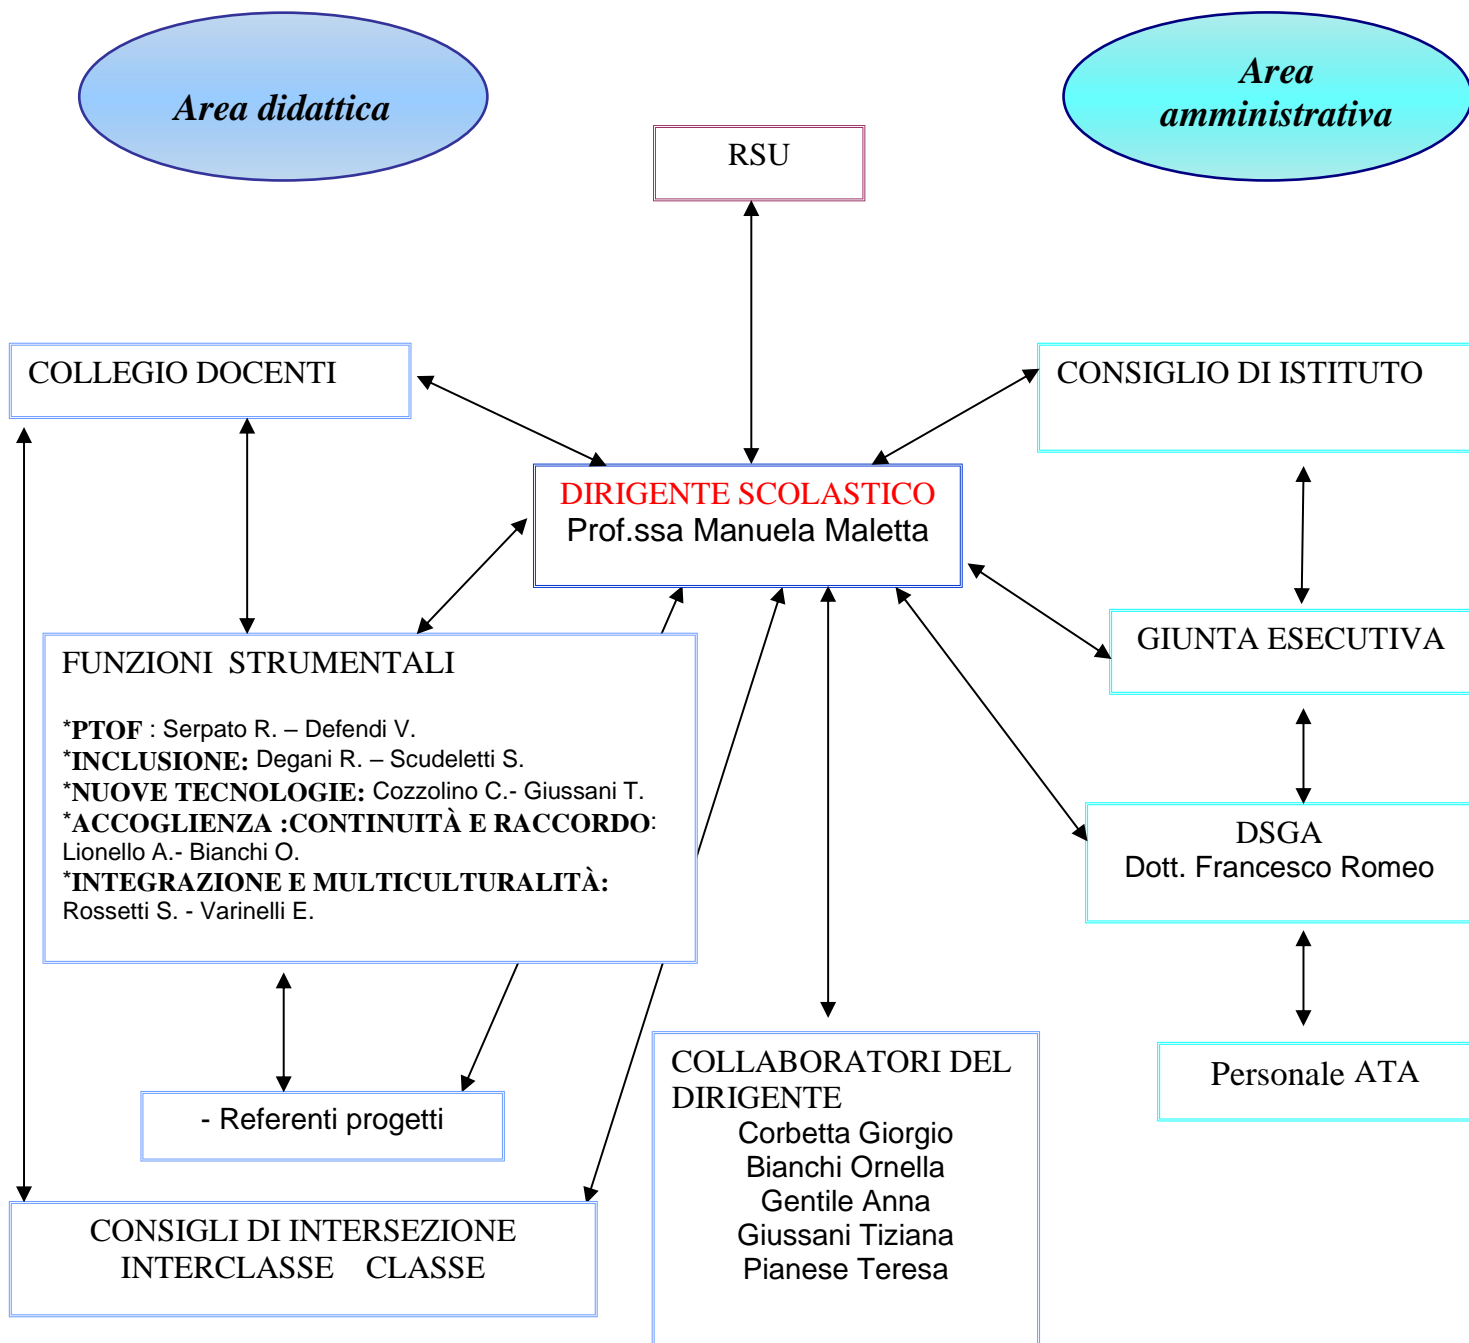 Area didattica
Area
amministrativa
RSU
COLLEGIO DOCENTI
CONSIGLIO DI ISTITUTO
DIRIGENTE SCOLASTICO
Prof.ssa Manuela Maletta
FUNZIONI STRUMENTALI
*PTOF : Serpato R. – Defendi V.
*INCLUSIONE: Degani R. – Scudeletti S.
*NUOVE TECNOLOGIE: Cozzolino C.- Giussani T.
*ACCOGLIENZA :CONTINUITÀ E RACCORDO:
Lionello A.- Bianchi O.
*INTEGRAZIONE E MULTICULTURALITÀ:
Rossetti S. - Varinelli E.
GIUNTA ESECUTIVA
DSGA
Dott. Francesco Romeo
Personale ATA
- Referenti progetti
COLLABORATORI DEL
DIRIGENTE
Corbetta Giorgio
Bianchi Ornella
Gentile Anna
Giussani Tiziana
Pianese Teresa
CONSIGLI DI INTERSEZIONE
INTERCLASSE CLASSE